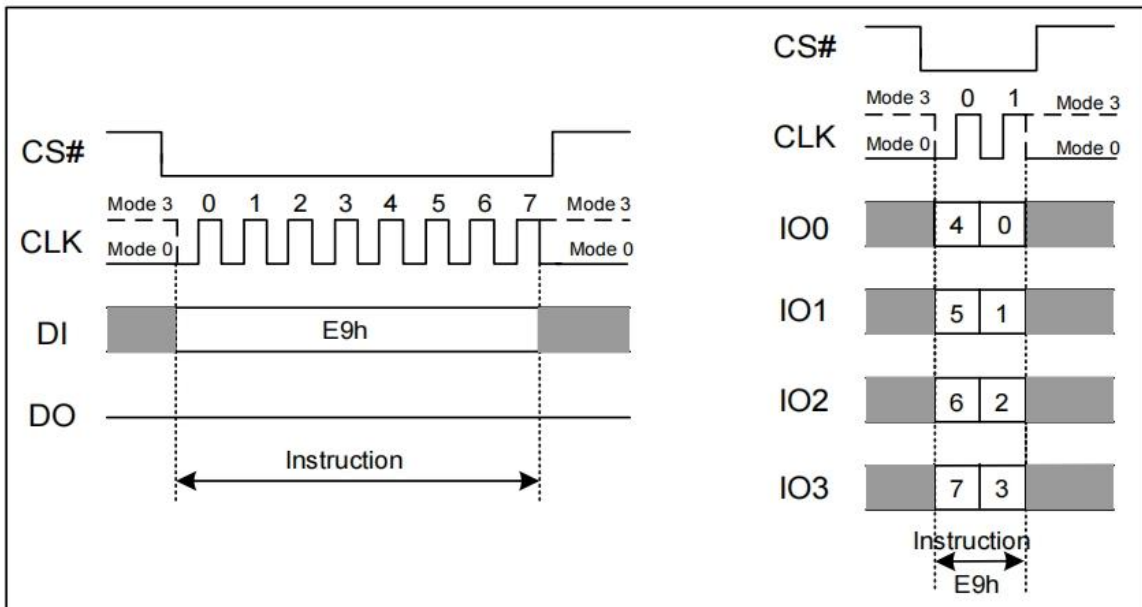 CS#
Mode 3 0 1 2 3 4 5 6 7 Mode 3
CLK
Mode 0 Mode 0
DI E9h
DO
Instruction
CS#
Mode 3 0 1 Mode 3
CLK
Mode 0 Mode 0
IO0 4 0
IO1 5 1
IO2 6 2
IO3 7 3
Instruction
E9h